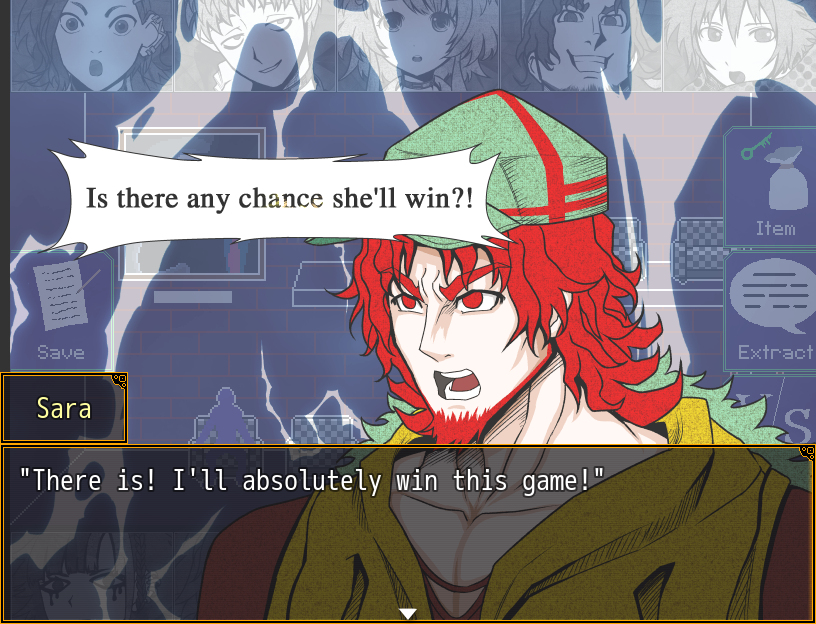 Is there any chance she'll win?!
Item
Save
Extract
Sara
"There is! I'll absolutely win this game!"